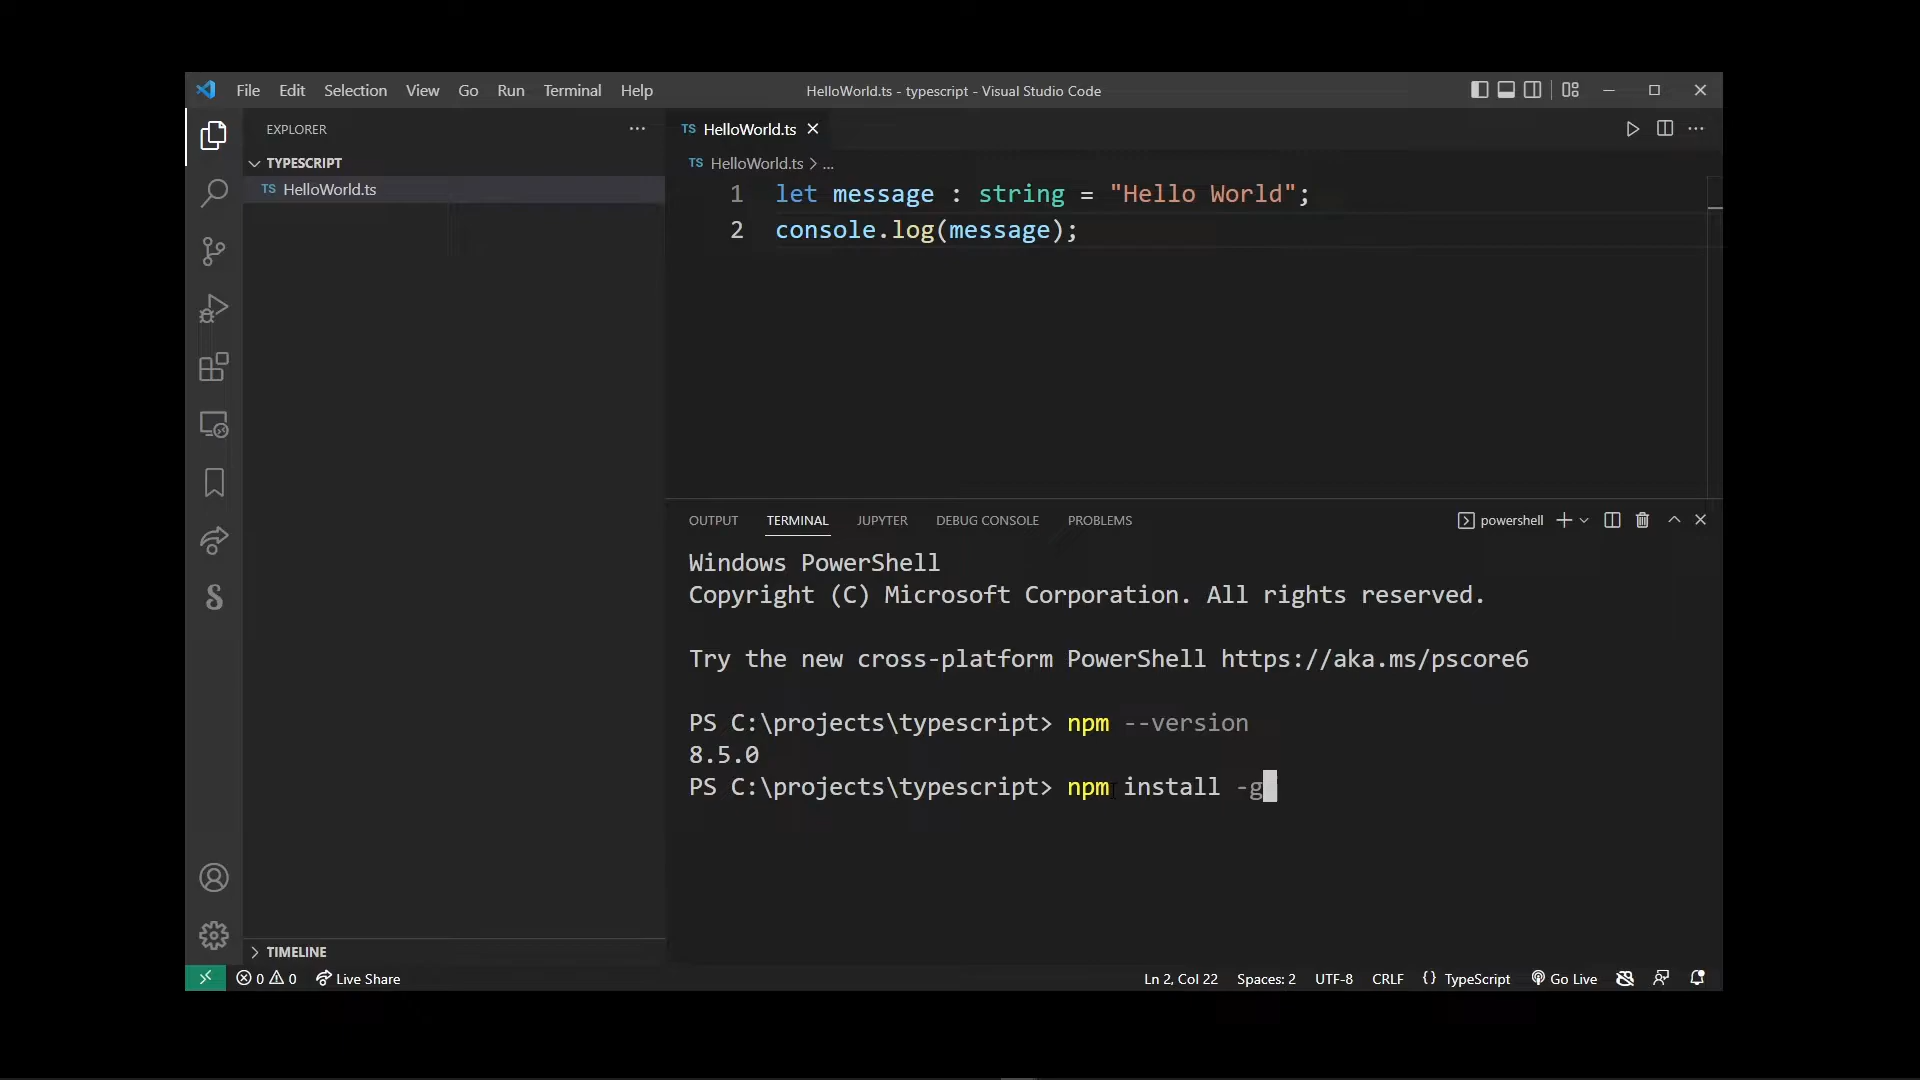 File Edit Selection View Go Run Terminal Help
HelloWorld.ts - typescript - Visual Studio Code
EXPLORER
TYPESCRIPT
TS HelloWorld.ts
TIMELINE
TS HelloWorld.ts
TS HelloWorld.ts > ...
1 let message : string = "Hello World";
2 console.log(message);
OUTPUT TERMINAL JUPYTER DEBUG CONSOLE PROBLEMS
powershell
Windows PowerShell
Copyright (C) Microsoft Corporation. All rights reserved.
Try the new cross-platform PowerShell https://aka.ms/pscore6
PS C:\projects\typescript> npm --version
8.5.0
PS C:\projects\typescript> npm install -g
0 0 Live Share
Ln 2, Col 22 Spaces: 2 UTF-8 CRLF {} TypeScript Go Live